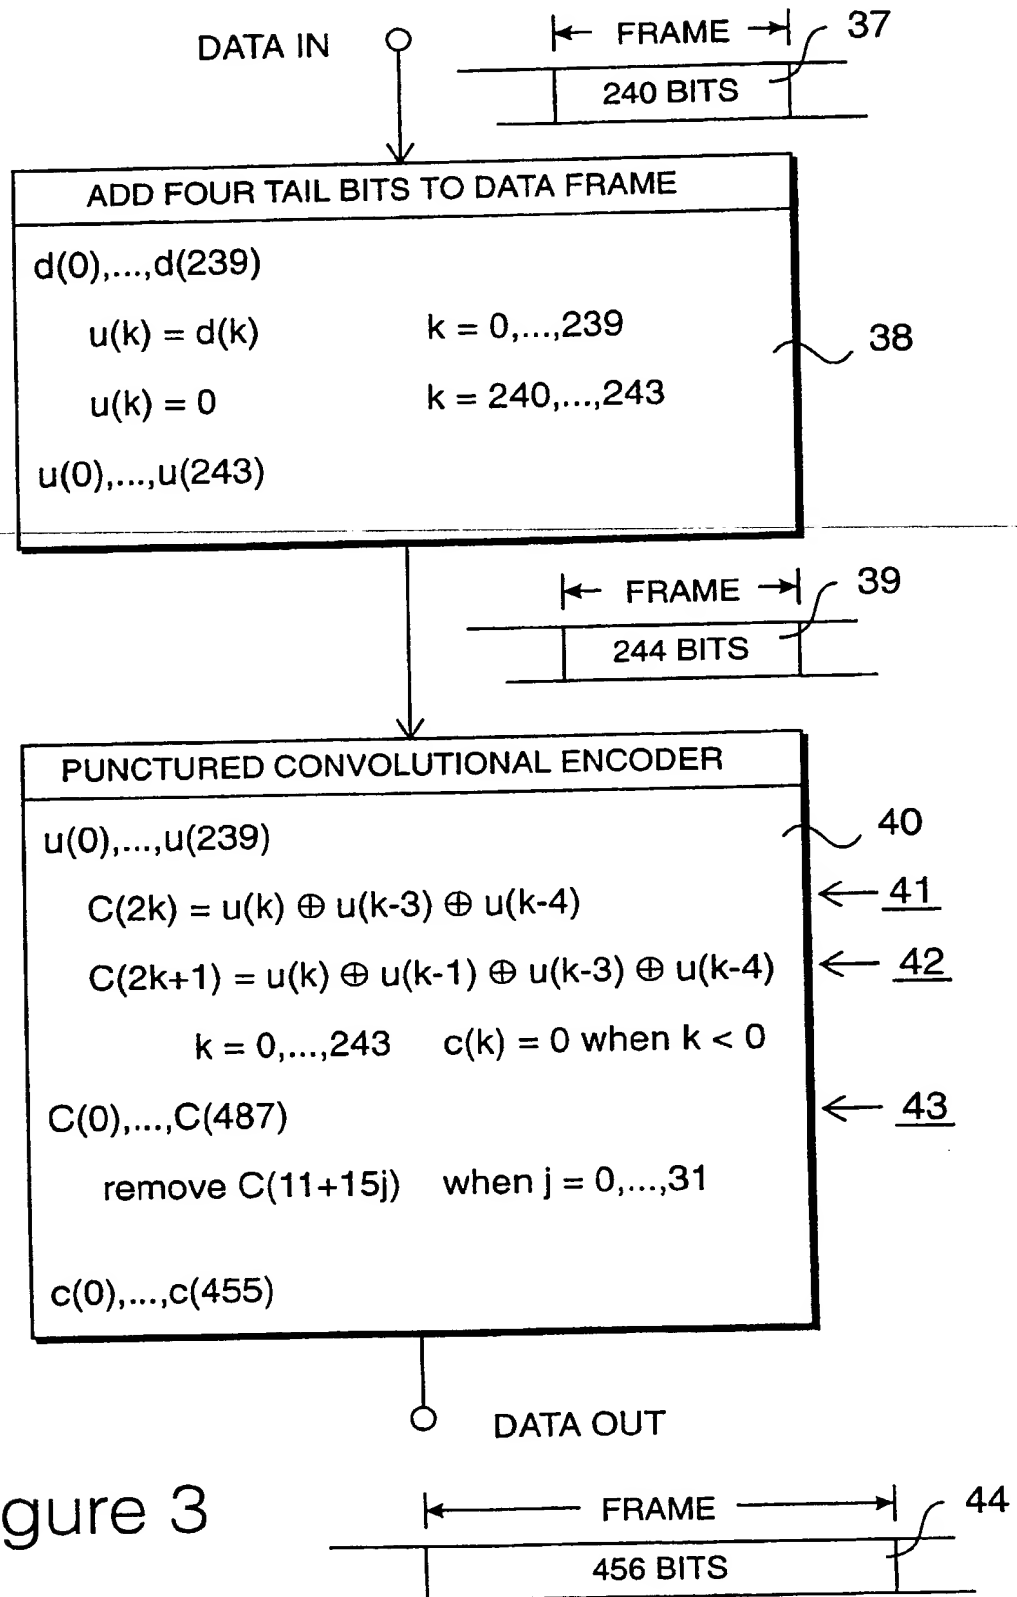 DATA IN
FRAME
37
240 BITS
ADD FOUR TAIL BITS TO DATA FRAME
d(0),...,d(239)
u(k) = d(k) k = 0,...,239
38
u(k) = 0 k = 240,...,243
u(0),...,u(243)
FRAME
39
244 BITS
PUNCTURED CONVOLUTIONAL ENCODER
u(0),...,u(239)
40
C(2k) = u(k) ⊕ u(k-3) ⊕ u(k-4)
41
C(2k+1) = u(k) ⊕ u(k-1) ⊕ u(k-3) ⊕ u(k-4)
42
k = 0,...,243 c(k) = 0 when k < 0
C(0),...,C(487)
43
remove C(11+15j) when j = 0,...,31
c(0),...,c(455)
DATA OUT
gure 3
FRAME
44
456 BITS